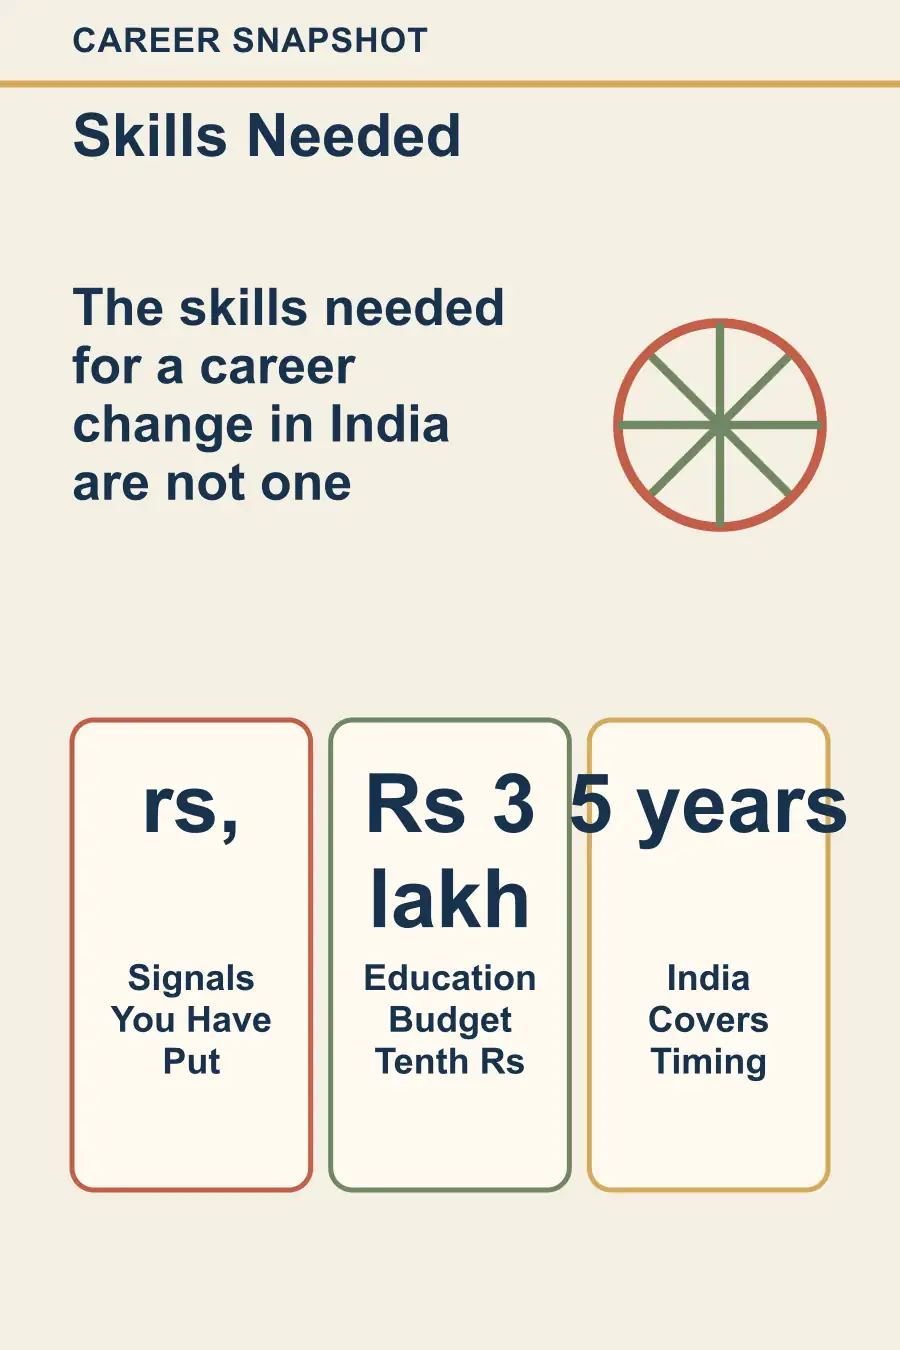 CAREER SNAPSHOT
Skills Needed
The skills needed
for a career
change in India
are not one
rs,
Signals
You Have
Put
Rs 3
lakh
Education
Budget
Tenth Rs
5 years
India
Covers
Timing